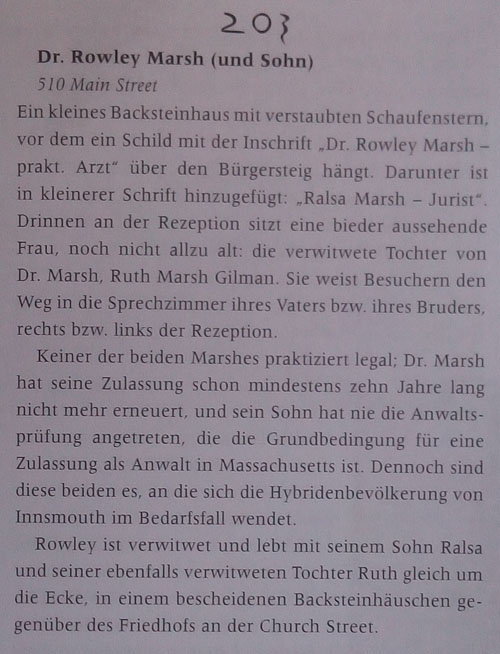 203
Dr. Rowley Marsh (und Sohn)
510 Main Street
Ein kleines Backsteinhaus mit verstaubten Schaufenstern,
vor dem ein Schild mit der Inschrift „Dr. Rowley Marsh –
prakt. Arzt“ über den Bürgersteig hängt. Darunter ist
in kleinerer Schrift hinzugefügt: „Ralsa Marsh – Jurist“.
Drinnen an der Rezeption sitzt eine bieder aussehende
Frau, noch nicht allzu alt: die verwitwete Tochter von
Dr. Marsh, Ruth Marsh Gilman. Sie weist Besuchern den
Weg in die Sprechzimmer ihres Vaters bzw. ihres Bruders,
rechts bzw. links der Rezeption.
Keiner der beiden Marshes praktiziert legal; Dr. Marsh
hat seine Zulassung schon mindestens zehn Jahre lang
nicht mehr erneuert, und sein Sohn hat nie die Anwalts-
prüfung angetreten, die die Grundbedingung für eine
Zulassung als Anwalt in Massachusetts ist. Dennoch sind
diese beiden es, an die sich die Hybridenbevölkerung von
Innsmouth im Bedarfsfall wendet.
Rowley ist verwitwet und lebt mit seinem Sohn Ralsa
und seiner ebenfalls verwitweten Tochter Ruth gleich um
die Ecke, in einem bescheidenen Backsteinhäuschen ge-
genüber des Friedhofs an der Church Street.